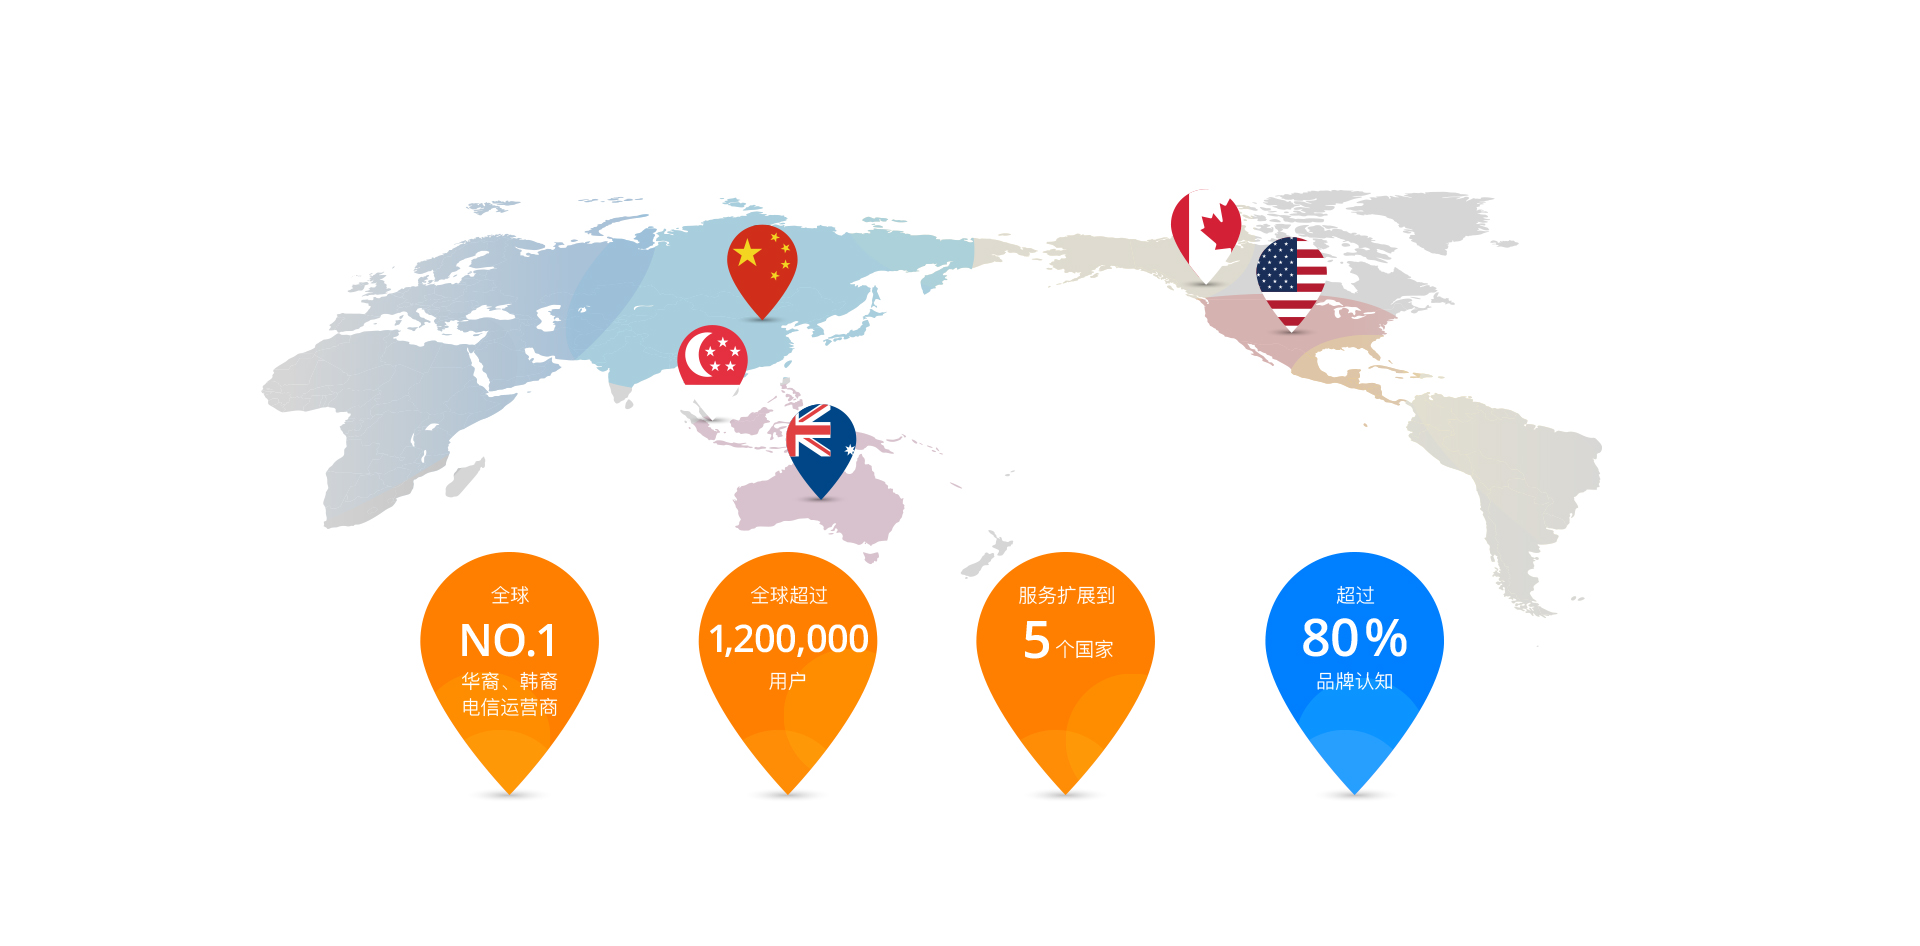 全球
NO.1
华裔、韩裔
电信运营商
全球超过
1,200,000
用户
服务扩展到
5 个国家
超过
80%
品牌认知